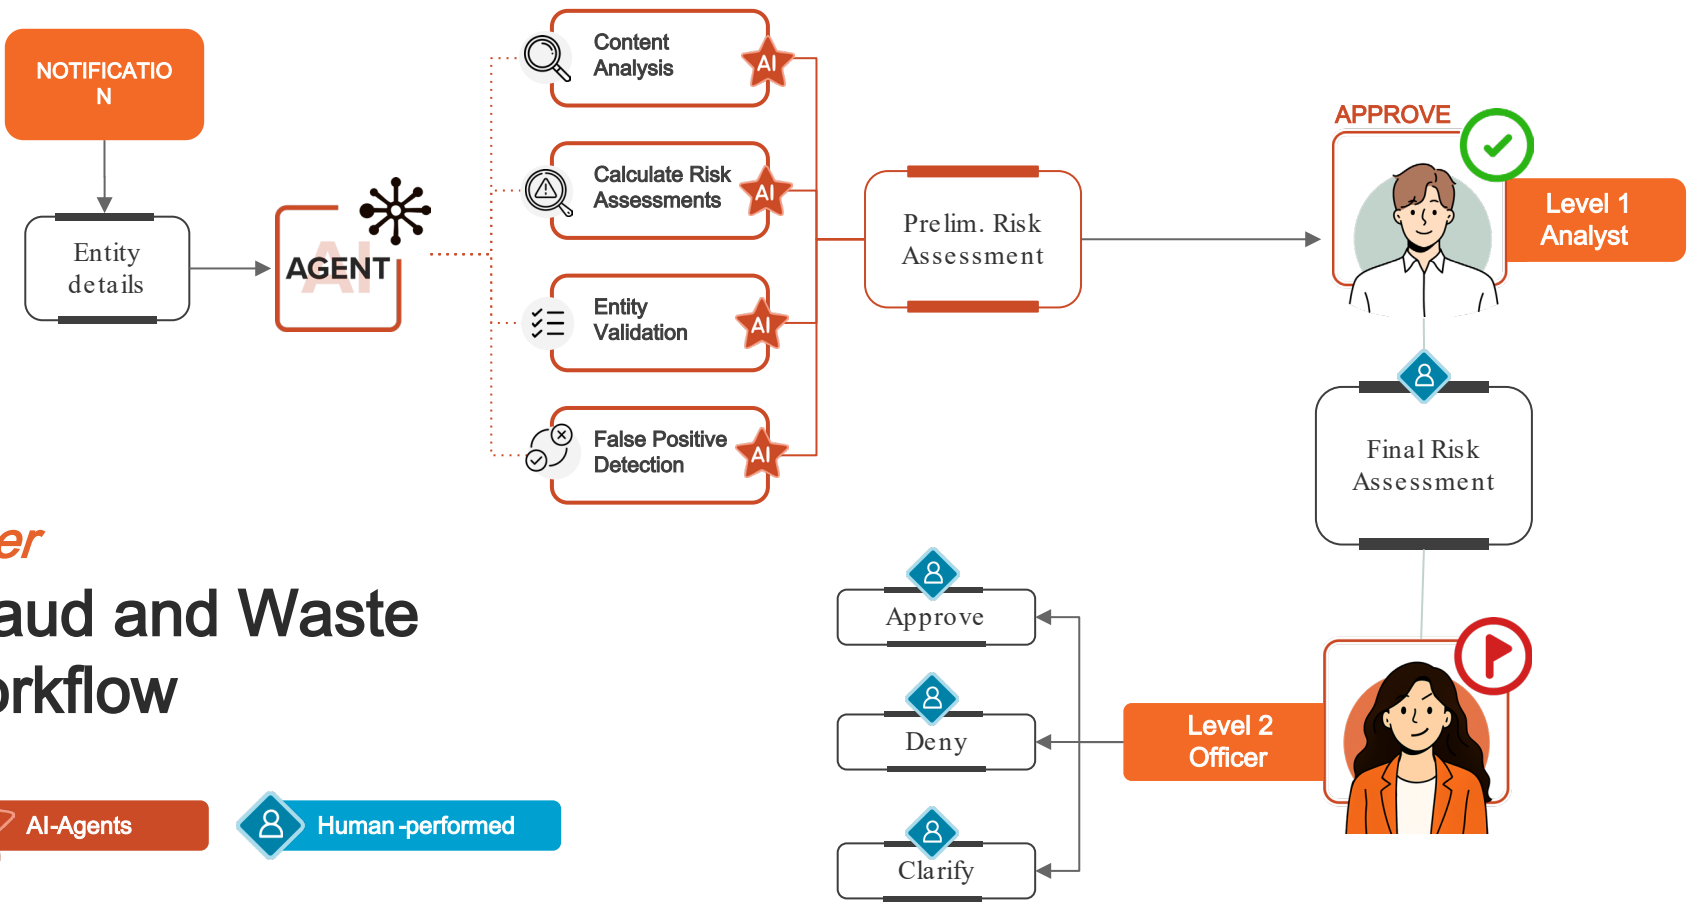 NOTIFICATIO
N
Entity
details
AI
AGENT
Content
Analysis
AI
Calculate Risk
Assessments
AI
Entity
Validation
AI
False Positive
Detection
AI
Prelim. Risk
Assessment
APPROVE
Level 1
Analyst
Final Risk
Assessment
Level 2
Officer
Approve
Deny
Clarify
er
aud and Waste
orkflow
AI-Agents
Human -performed